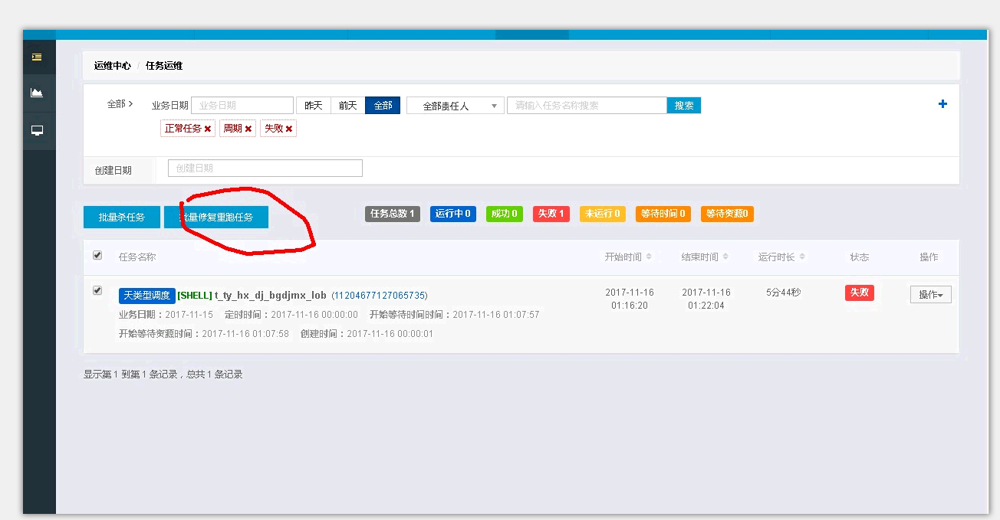 运维中心 / 任务运维
全部 业务日期 业务日期 昨天 前天 全部 全部责任人 请输入任务名称搜索 搜索
正常任务 周期 失败
创建日期 创建日期
批量杀任务 批量修复重跑任务 任务总数 1 运行中 0 成功 0 失败 1 未运行 0 等待时间 0 等待资源0
任务名称 开始时间 结束时间 运行时长 状态 操作
天类型调度 [SHELL] t_ty_hx_dj_bgdjmx_lob (11204677127065735) 2017-11-16 01:16:20 2017-11-16 01:22:04 5分44秒 失败 操作
业务日期：2017-11-15 定时时间：2017-11-16 00:00:00 开始等待时间时间：2017-11-16 01:07:57
开始等待资源时间：2017-11-16 01:07:58 创建时间：2017-11-16 00:00:01
显示第 1 到第 1 条记录，总共 1 条记录